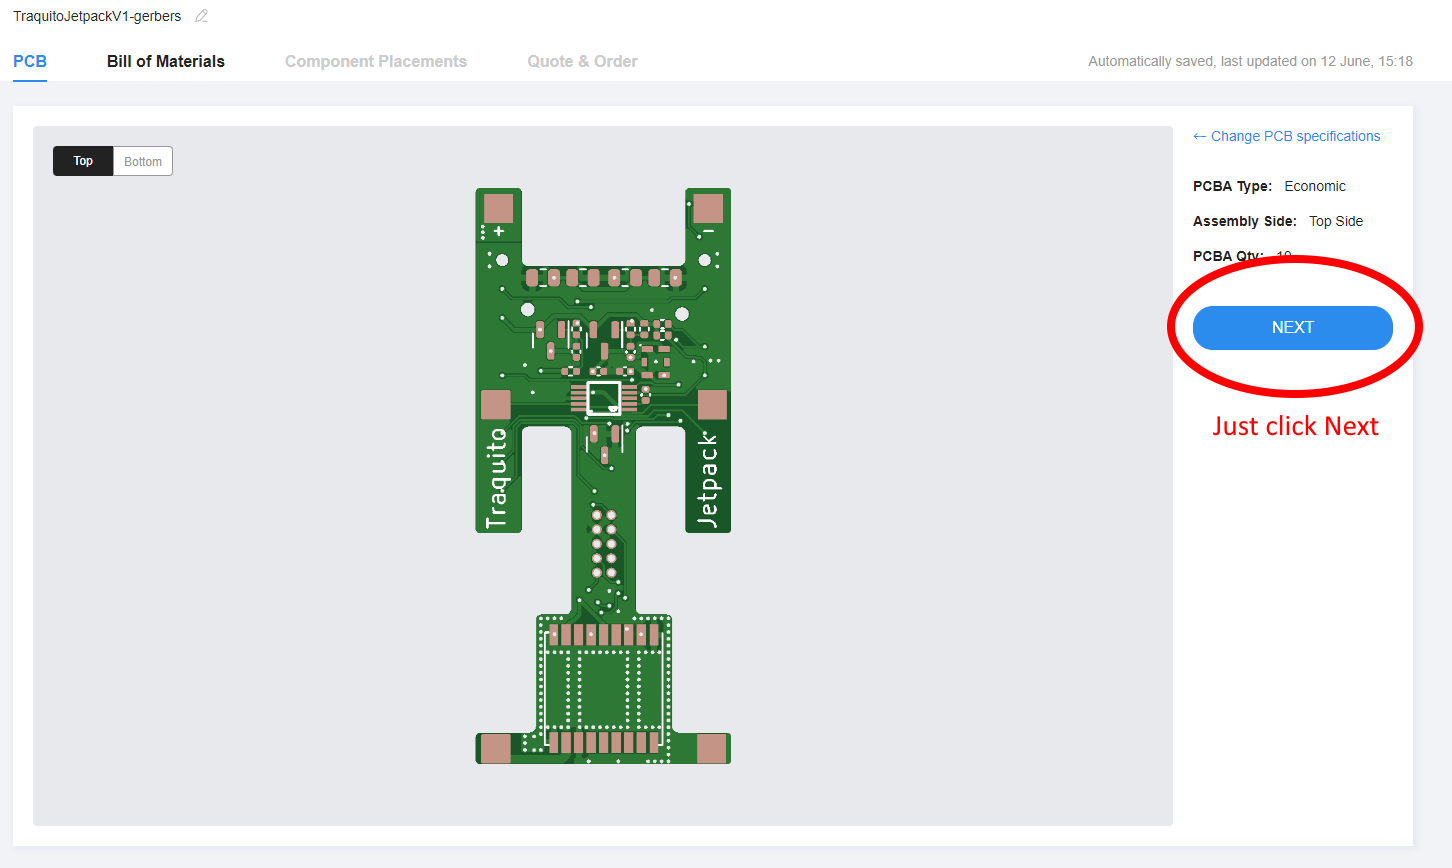 TraquitoJetpackV1-gerbers
PCB Bill of Materials Component Placements Quote & Order Automatically saved, last updated on 12 June, 15:18
Top Bottom
← Change PCB specifications
PCBA Type: Economic
Assembly Side: Top Side
PCBA Qty: 10
NEXT
Just click Next
+ −
Traquito
Jetpack